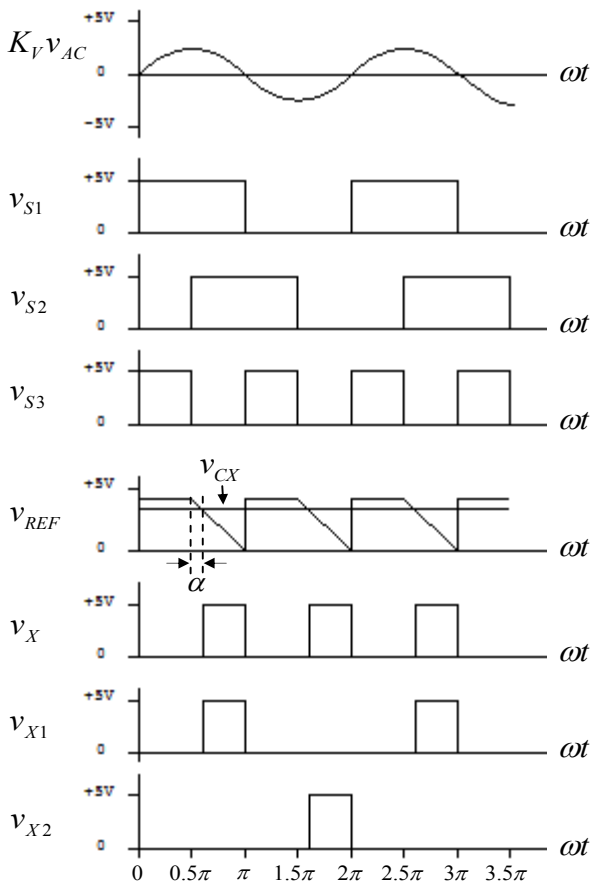 +5V
K_V v_AC
0
ωt
-5V
+5V
v_S1
0
ωt
+5V
v_S2
0
ωt
+5V
v_S3
0
ωt
v_CX
+5V
v_REF
0
ωt
α
+5V
v_X
0
ωt
+5V
v_X1
0
ωt
+5V
v_X2
0
ωt
0 0.5π π 1.5π 2π 2.5π 3π 3.5π